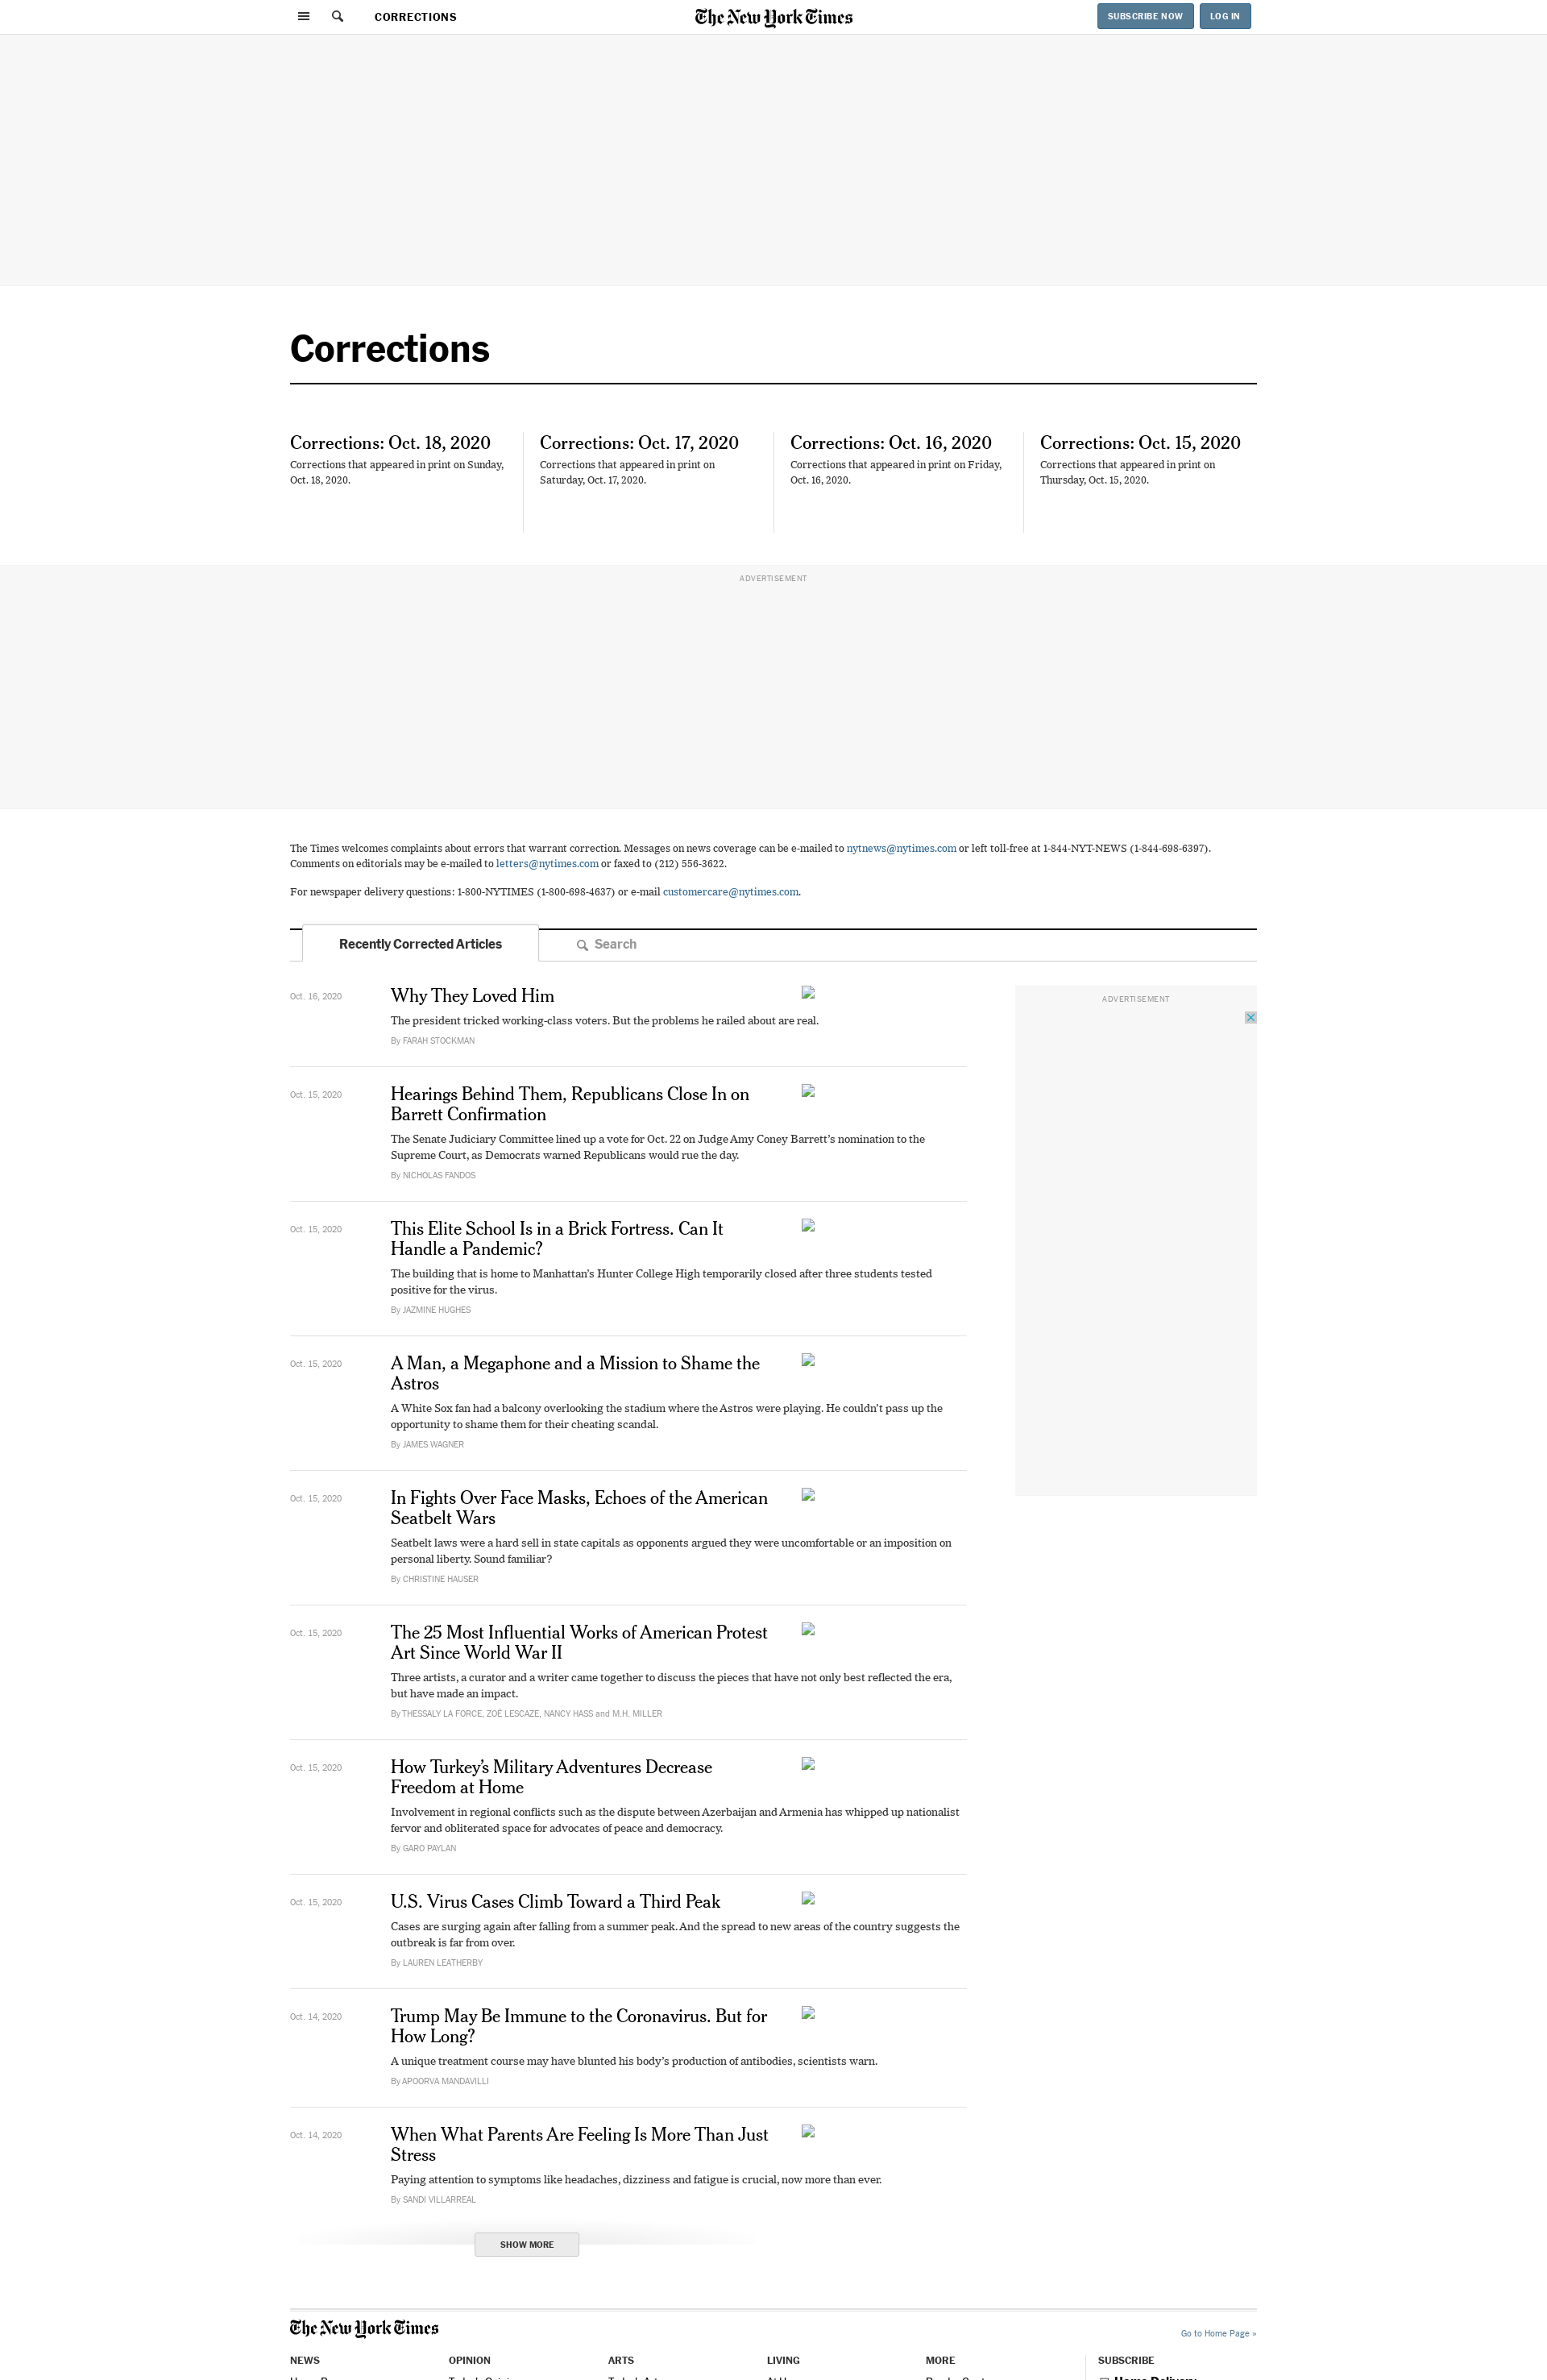 CORRECTIONS
The New York Times
SUBSCRIBE NOW
LOG IN
Corrections
Corrections: Oct. 18, 2020
Corrections that appeared in print on Sunday,
Oct. 18, 2020.
Corrections: Oct. 17, 2020
Corrections that appeared in print on
Saturday, Oct. 17, 2020.
Corrections: Oct. 16, 2020
Corrections that appeared in print on Friday,
Oct. 16, 2020.
Corrections: Oct. 15, 2020
Corrections that appeared in print on
Thursday, Oct. 15, 2020.
ADVERTISEMENT
The Times welcomes complaints about errors that warrant correction. Messages on news coverage can be e-mailed to nytnews@nytimes.com or left toll-free at 1-844-NYT-NEWS (1-844-698-6397).
Comments on editorials may be e-mailed to letters@nytimes.com or faxed to (212) 556-3622.
For newspaper delivery questions: 1-800-NYTIMES (1-800-698-4637) or e-mail customercare@nytimes.com.
Recently Corrected Articles
Search
ADVERTISEMENT
Oct. 16, 2020
Why They Loved Him
The president tricked working-class voters. But the problems he railed about are real.
By FARAH STOCKMAN
Oct. 15, 2020
Hearings Behind Them, Republicans Close In on
Barrett Confirmation
The Senate Judiciary Committee lined up a vote for Oct. 22 on Judge Amy Coney Barrett’s nomination to the
Supreme Court, as Democrats warned Republicans would rue the day.
By NICHOLAS FANDOS
Oct. 15, 2020
This Elite School Is in a Brick Fortress. Can It
Handle a Pandemic?
The building that is home to Manhattan’s Hunter College High temporarily closed after three students tested
positive for the virus.
By JAZMINE HUGHES
Oct. 15, 2020
A Man, a Megaphone and a Mission to Shame the
Astros
A White Sox fan had a balcony overlooking the stadium where the Astros were playing. He couldn’t pass up the
opportunity to shame them for their cheating scandal.
By JAMES WAGNER
Oct. 15, 2020
In Fights Over Face Masks, Echoes of the American
Seatbelt Wars
Seatbelt laws were a hard sell in state capitals as opponents argued they were uncomfortable or an imposition on
personal liberty. Sound familiar?
By CHRISTINE HAUSER
Oct. 15, 2020
The 25 Most Influential Works of American Protest
Art Since World War II
Three artists, a curator and a writer came together to discuss the pieces that have not only best reflected the era,
but have made an impact.
By THESSALY LA FORCE, ZOË LESCAZE, NANCY HASS and M.H. MILLER
Oct. 15, 2020
How Turkey’s Military Adventures Decrease
Freedom at Home
Involvement in regional conflicts such as the dispute between Azerbaijan and Armenia has whipped up nationalist
fervor and obliterated space for advocates of peace and democracy.
By GARO PAYLAN
Oct. 15, 2020
U.S. Virus Cases Climb Toward a Third Peak
Cases are surging again after falling from a summer peak. And the spread to new areas of the country suggests the
outbreak is far from over.
By LAUREN LEATHERBY
Oct. 14, 2020
Trump May Be Immune to the Coronavirus. But for
How Long?
A unique treatment course may have blunted his body’s production of antibodies, scientists warn.
By APOORVA MANDAVILLI
Oct. 14, 2020
When What Parents Are Feeling Is More Than Just
Stress
Paying attention to symptoms like headaches, dizziness and fatigue is crucial, now more than ever.
By SANDI VILLARREAL
SHOW MORE
The New York Times
Go to Home Page »
NEWS
OPINION
ARTS
LIVING
MORE
SUBSCRIBE
Home Delivery